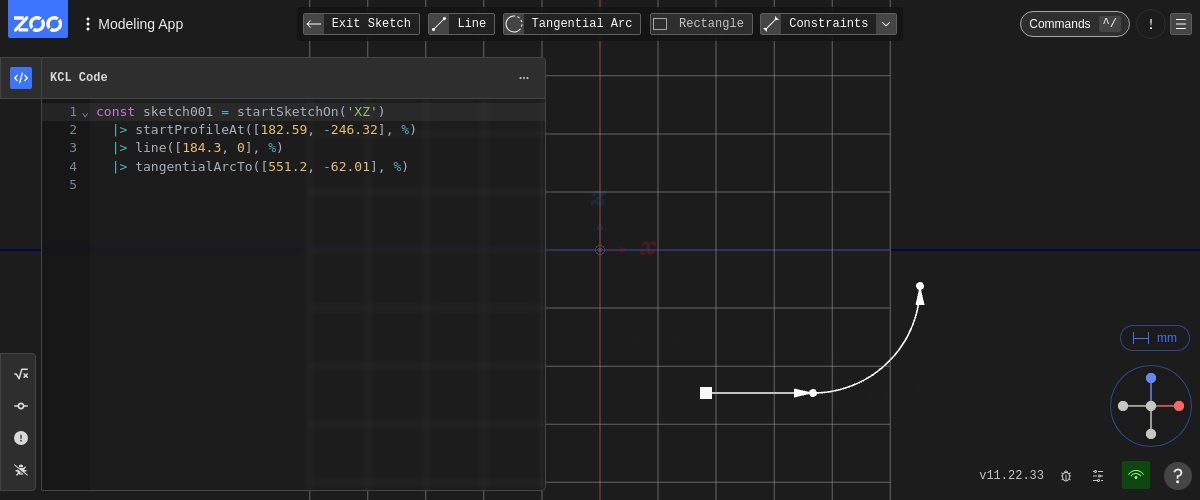 ZOO
Modeling App
Exit Sketch
Line
Tangential Arc
Rectangle
Constraints
Commands
^/
!
KCL Code
...
1 const sketch001 = startSketchOn('XZ')
2 |> startProfileAt([182.59, -246.32], %)
3 |> line([184.3, 0], %)
4 |> tangentialArcTo([551.2, -62.01], %)
5
z
x
mm
v11.22.33
?